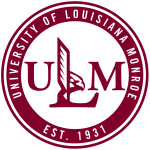 UNIVERSITY OF LOUISIANA MONROE
ULM
EST. 1931